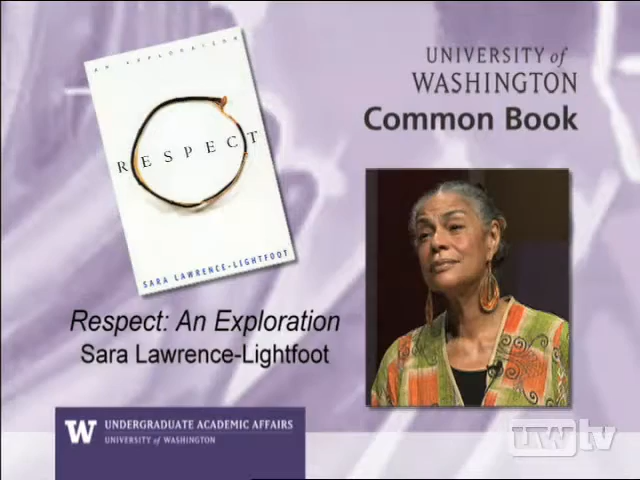 AN EXPLORATION
RESPECT
SARA LAWRENCE-LIGHTFOOT
UNIVERSITY of
WASHINGTON
Common Book
Respect: An Exploration
Sara Lawrence-Lightfoot
W UNDERGRADUATE ACADEMIC AFFAIRS
UNIVERSITY of WASHINGTON
uwtv